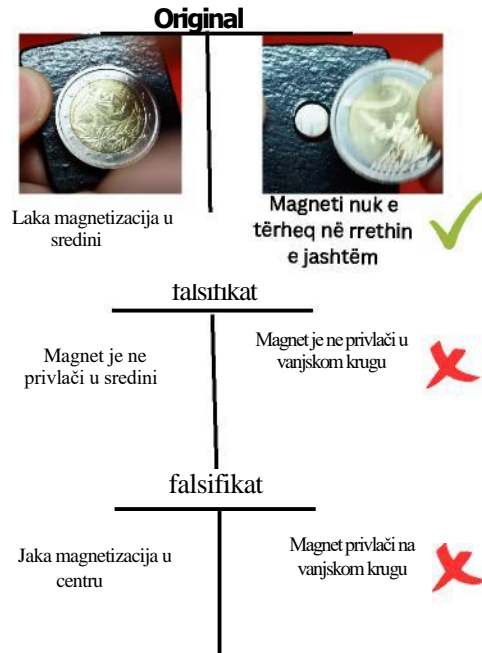 Original
Laka magnetizacija u
sredini
Magneti nuk e
tërheq në rrethin
e jashtëm
falsifikat
Magnet je ne
privlači u sredini
Magnet je ne privlači u
vanjskom krugu
falsifikat
Jaka magnetizacija u
centru
Magnet privlači na
vanjskom krugu